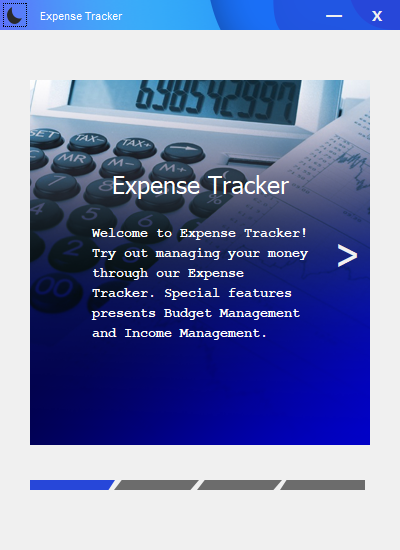 Expense Tracker
X
698542997
SET TAX- TAX+
MR M- M+
Expense Tracker
Welcome to Expense Tracker!
Try out managing your money
through our Expense
Tracker. Special features
presents Budget Management
and Income Management.
>